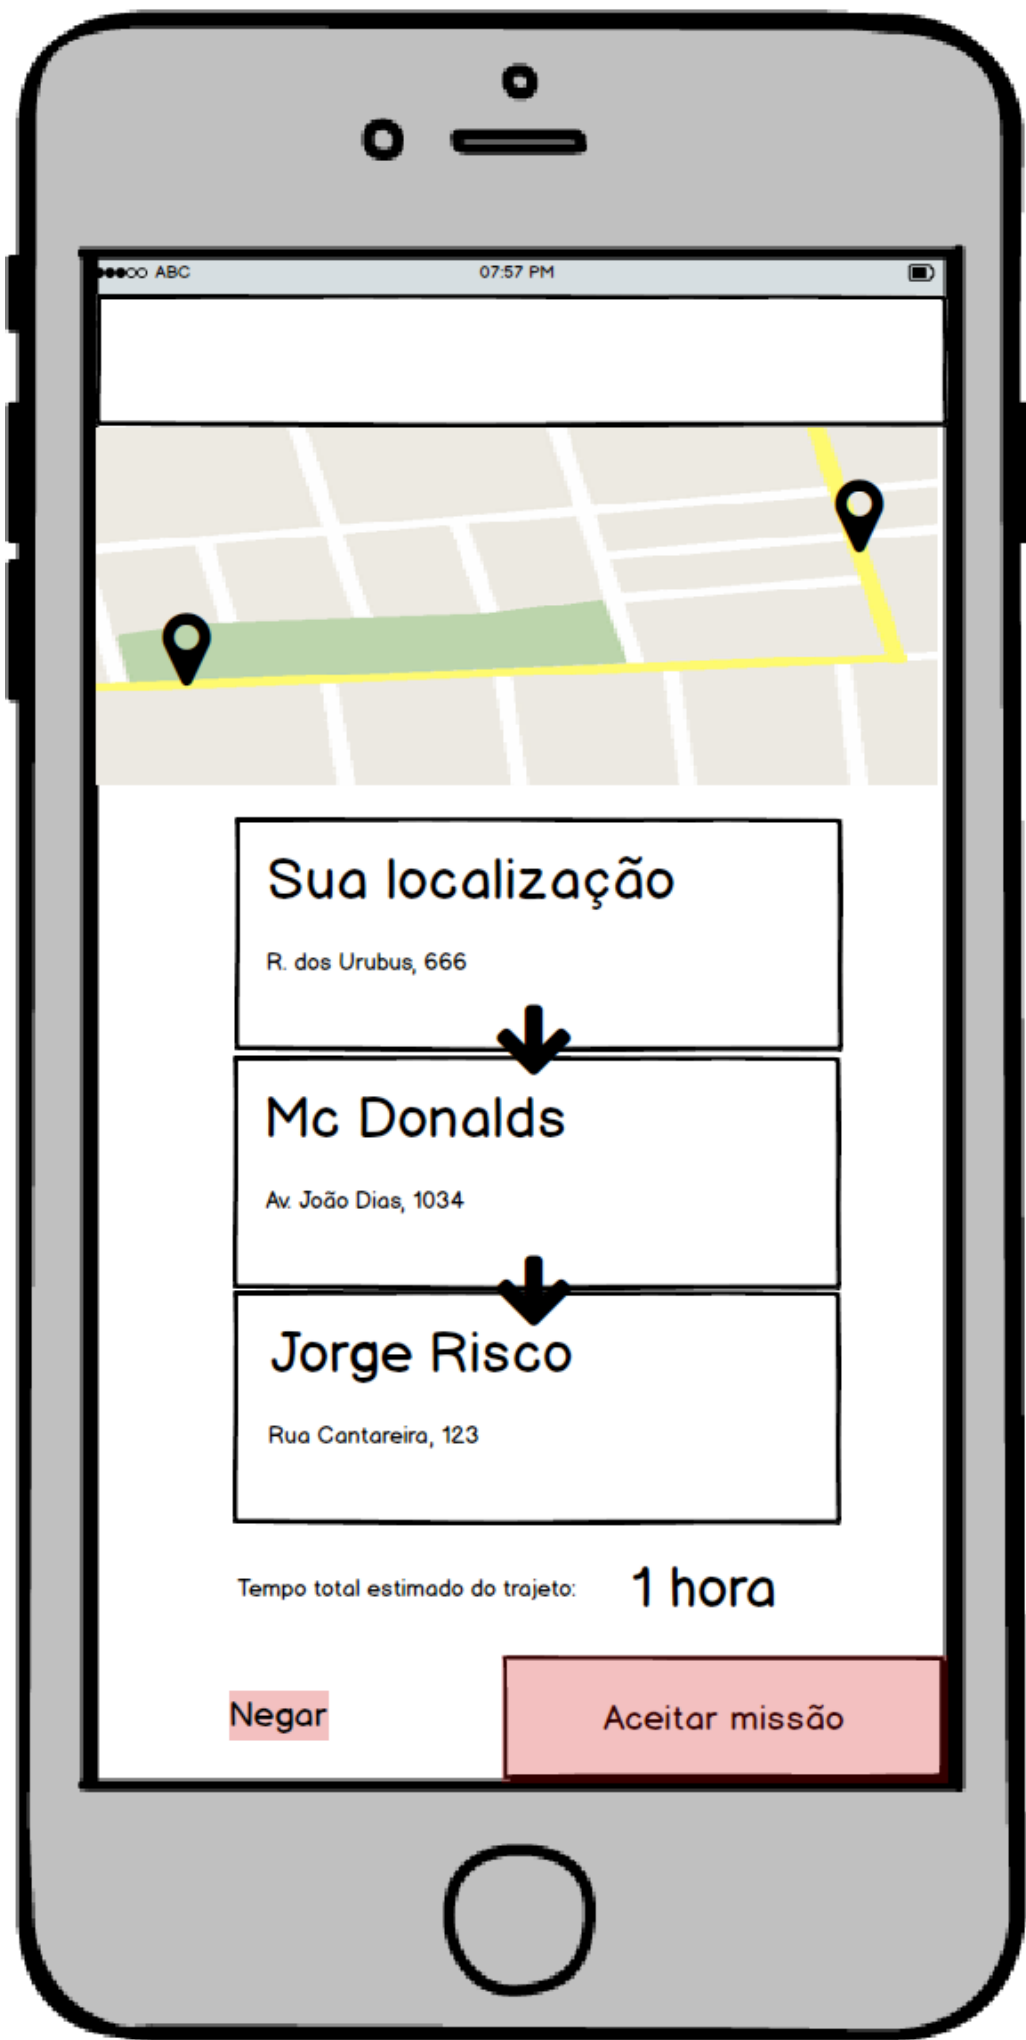 ABC
07:57 PM
Sua localização
R. dos Urubus, 666
Mc Donalds
Av. João Dias, 1034
Jorge Risco
Rua Cantareira, 123
Tempo total estimado do trajeto: 1 hora
Negar
Aceitar missão